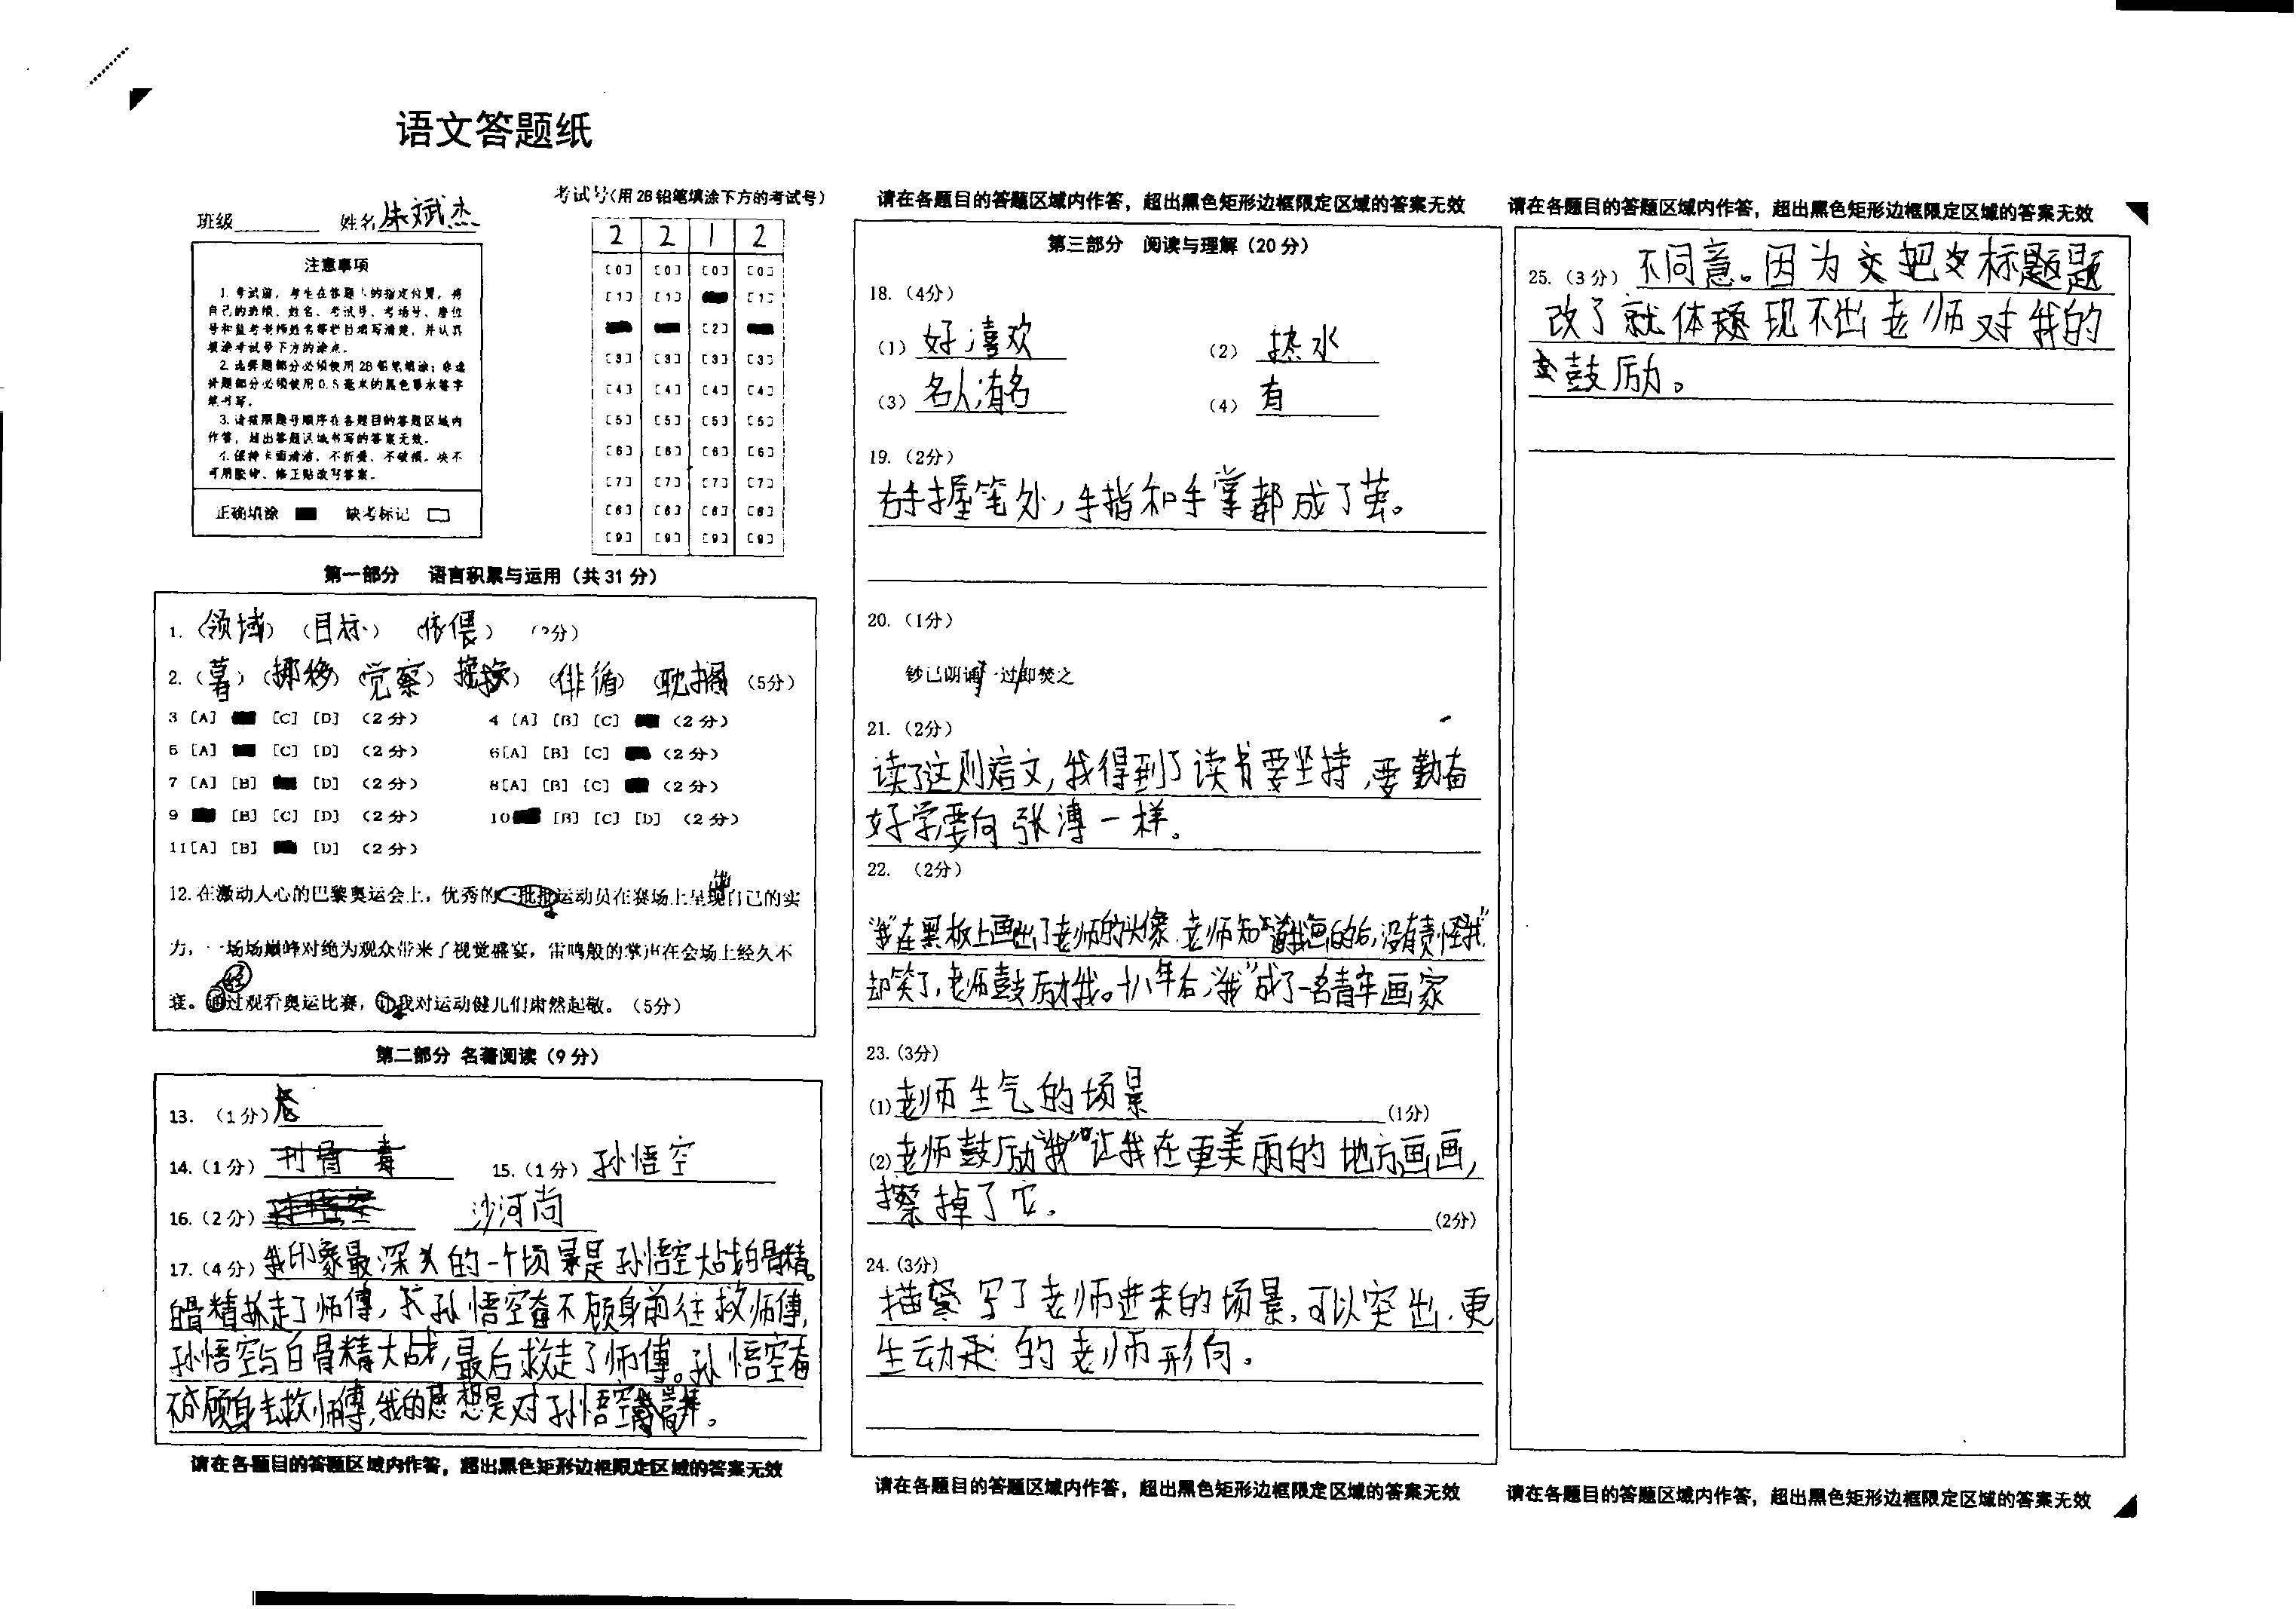 语文答题纸
班级 姓名 朱斌杰
考试号(用2B铅笔填涂下方的考试号)
2 2 1 2
[0] [0] [0] [0]
[1] [1] [1]
[2]
[3] [3] [3] [3]
[4] [4] [4] [4]
[5] [5] [5] [5]
[6] [6] [6] [6]
[7] [7] [7] [7]
[8] [8] [8] [8]
[9] [9] [9] [9]
注意事项
1.考试前,考生在答题卡的指定位置,将
自己的班级、姓名、考试号、考场号、座位
号和监考老师姓名等栏目填写清楚,并认真
填涂考试号下方的涂点。
2.选择题部分必须使用2B铅笔填涂;非选
择题部分必须使用0.5毫米的黑色墨水签字
笔书写。
3.请按照题号顺序在各题目的答题区域内
作答,超出答题区域书写的答案无效。
4.保持卡面清洁,不折叠、不破损。决不
可用胶带、修正贴改写答案。
正确填涂 缺考标记
第一部分 语言积累与运用(共31分)
1.(领域)(目标)(依偎)
2.(暮)(挪移)(觉察) (徘徊) (耽搁) (5分)
3 [A] [C] [D] (2分) 4 [A] [B] [C] (2分)
5 [A] [C] [D] (2分) 6[A] [B] [C] (2分)
7 [A] [B] [D] (2分) 8[A] [B] [C] (2分)
9 [B] [C] [D] (2分) 10 [B] [C] [D] (2分)
11[A] [B] [D] (2分)
12.在激动人心的巴黎奥运会上,优秀的一批批运动员在赛场上呈现自己的实
力,一场场巅峰对绝为观众带来了视觉盛宴,雷鸣般的掌声在会场上经久不
衰。通过观看奥运比赛,让我对运动健儿们肃然起敬。(5分)
第二部分 名著阅读(9分)
13. (1分)
14.(1分) 15.(1分) 孙悟空
16.(2分) 沙河尚
17.(4分) 我印象最深的一个场景是孙悟空大战白骨精。
白骨精抓走了师傅,孙悟空奋不顾身前往救师傅,
孙悟空与白骨精大战,最后救走了师傅。孙悟空奋
不顾身去救师傅,我的感想是对孙悟空
请在各题目的答题区域内作答,超出黑色矩形边框限定区域的答案无效
请在各题目的答题区域内作答,超出黑色矩形边框限定区域的答案无效
第三部分 阅读与理解(20分)
18.(4分)
(1) 好;喜欢 (2) 热水
(3) 名人;有名 (4) 有
19.(2分)
右手握笔处,手指和手掌都成了茧。
20.(1分)
钞已朗诵一过即焚之
21.(2分)
读了这则语文,我得到了读书要坚持,要勤奋
好学要向张溥一样。
22. (2分)
“我”在黑板上画出了老师的头像.老师知道我画的后,没有责怪“我”
却笑了,老师鼓励我。十八年后,“我”成了一名青年画家
23.(3分)
(1)老师生气的场景 (1分)
(2)老师鼓励“我”让我在更美丽的地方画画,
擦掉了它. (2分)
24.(3分)
描写了老师进来的场景,可以突出.更
生动的老师形向。
请在各题目的答题区域内作答,超出黑色矩形边框限定区域的答案无效
请在各题目的答题区域内作答,超出黑色矩形边框限定区域的答案无效
25.(3分) 不同意。因为把标题题
改了就体现不出老师对我的
鼓励。
请在各题目的答题区域内作答,超出黑色矩形边框限定区域的答案无效